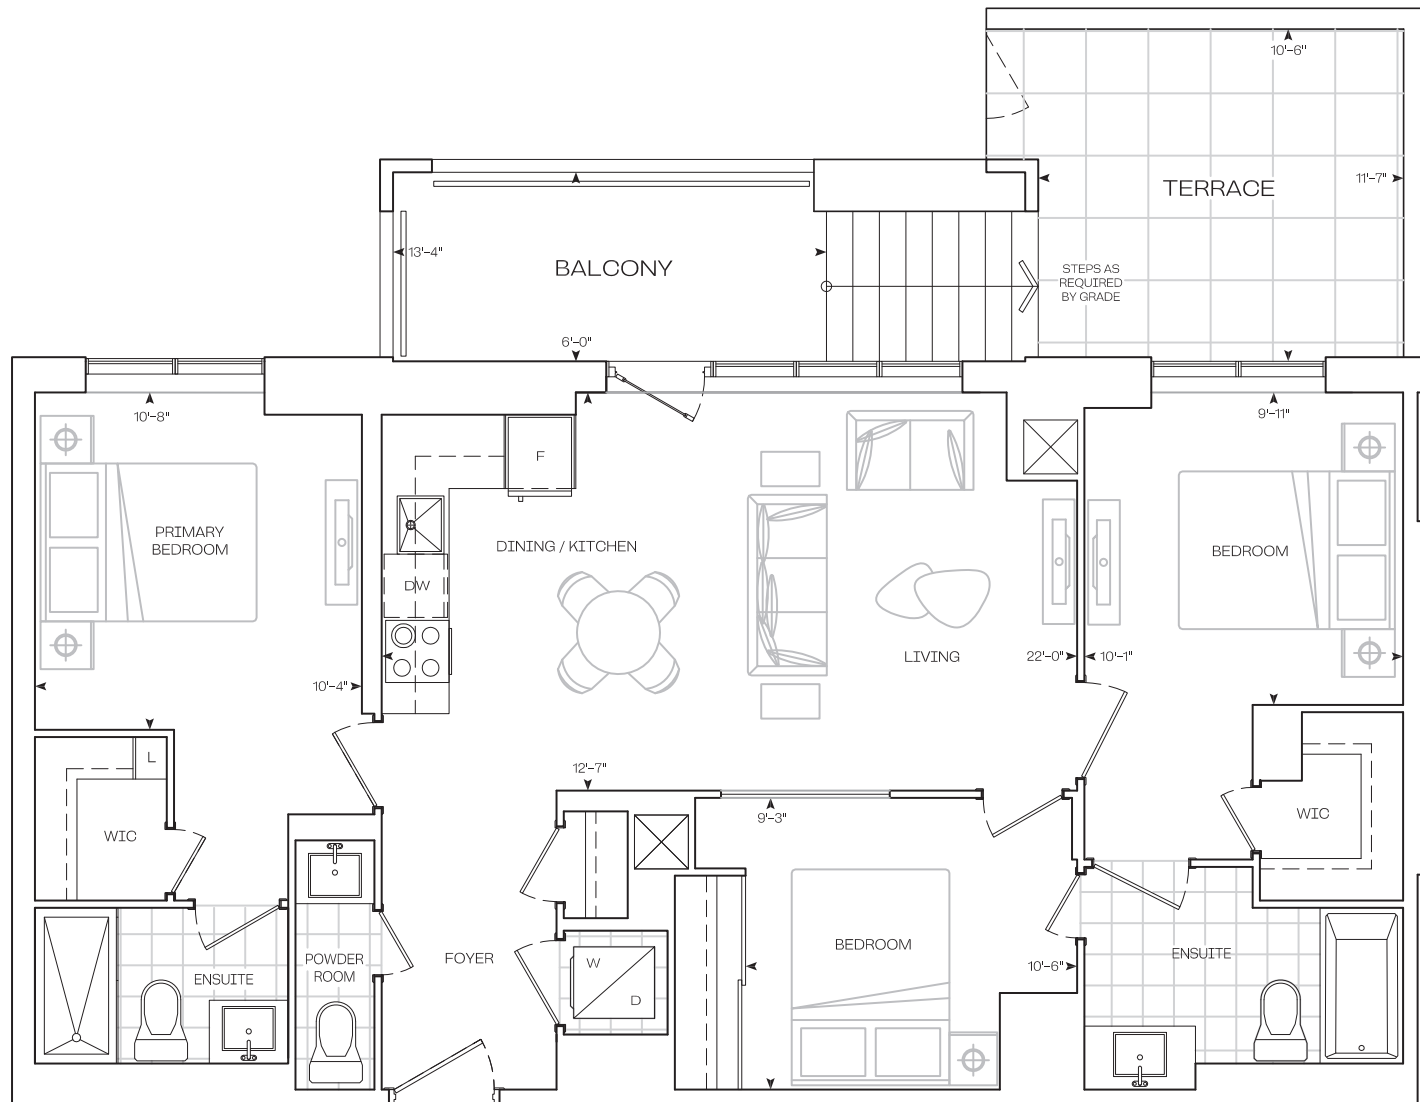 10'-6"
TERRACE
11'-7"
13'-4"
BALCONY
STEPS AS
REQUIRED
BY GRADE
6'-0"
10'-8"
9'-11"
F
PRIMARY
BEDROOM
DINING / KITCHEN
BEDROOM
DW
LIVING
22'-0"
10'-1"
10'-4"
L
12'-7"
9'-3"
WIC
WIC
BEDROOM
ENSUITE
POWDER
ROOM
FOYER
W
D
10'-6"
ENSUITE